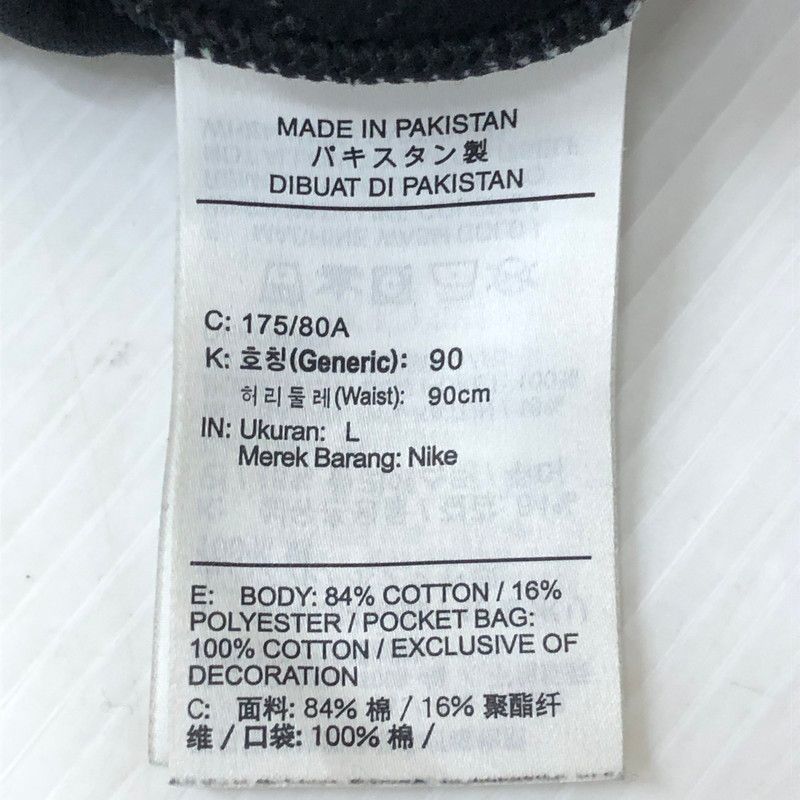 MADE IN PAKISTAN
パキスタン製
DIBUAT DI PAKISTAN
C: 175/80A
K: 호칭(Generic): 90
허리둘레(Waist): 90cm
IN: Ukuran: L
Merek Barang: Nike
E: BODY: 84% COTTON / 16%
POLYESTER / POCKET BAG:
100% COTTON / EXCLUSIVE OF
DECORATION
C: 面料: 84% 棉 / 16% 聚酯纤
维 / 口袋: 100% 棉 /